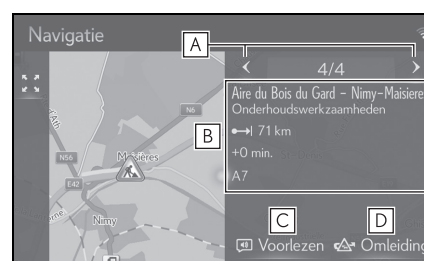 Navigatie
A
4/4
Aire du Bois du Gard – Nimy-Maisiere
Onderhoudswerkzaamheden
71 km
+0 min.
A7
B
N6
N56
Maisières
E42
Nimy
C
D
Voorlezen
Omleiding